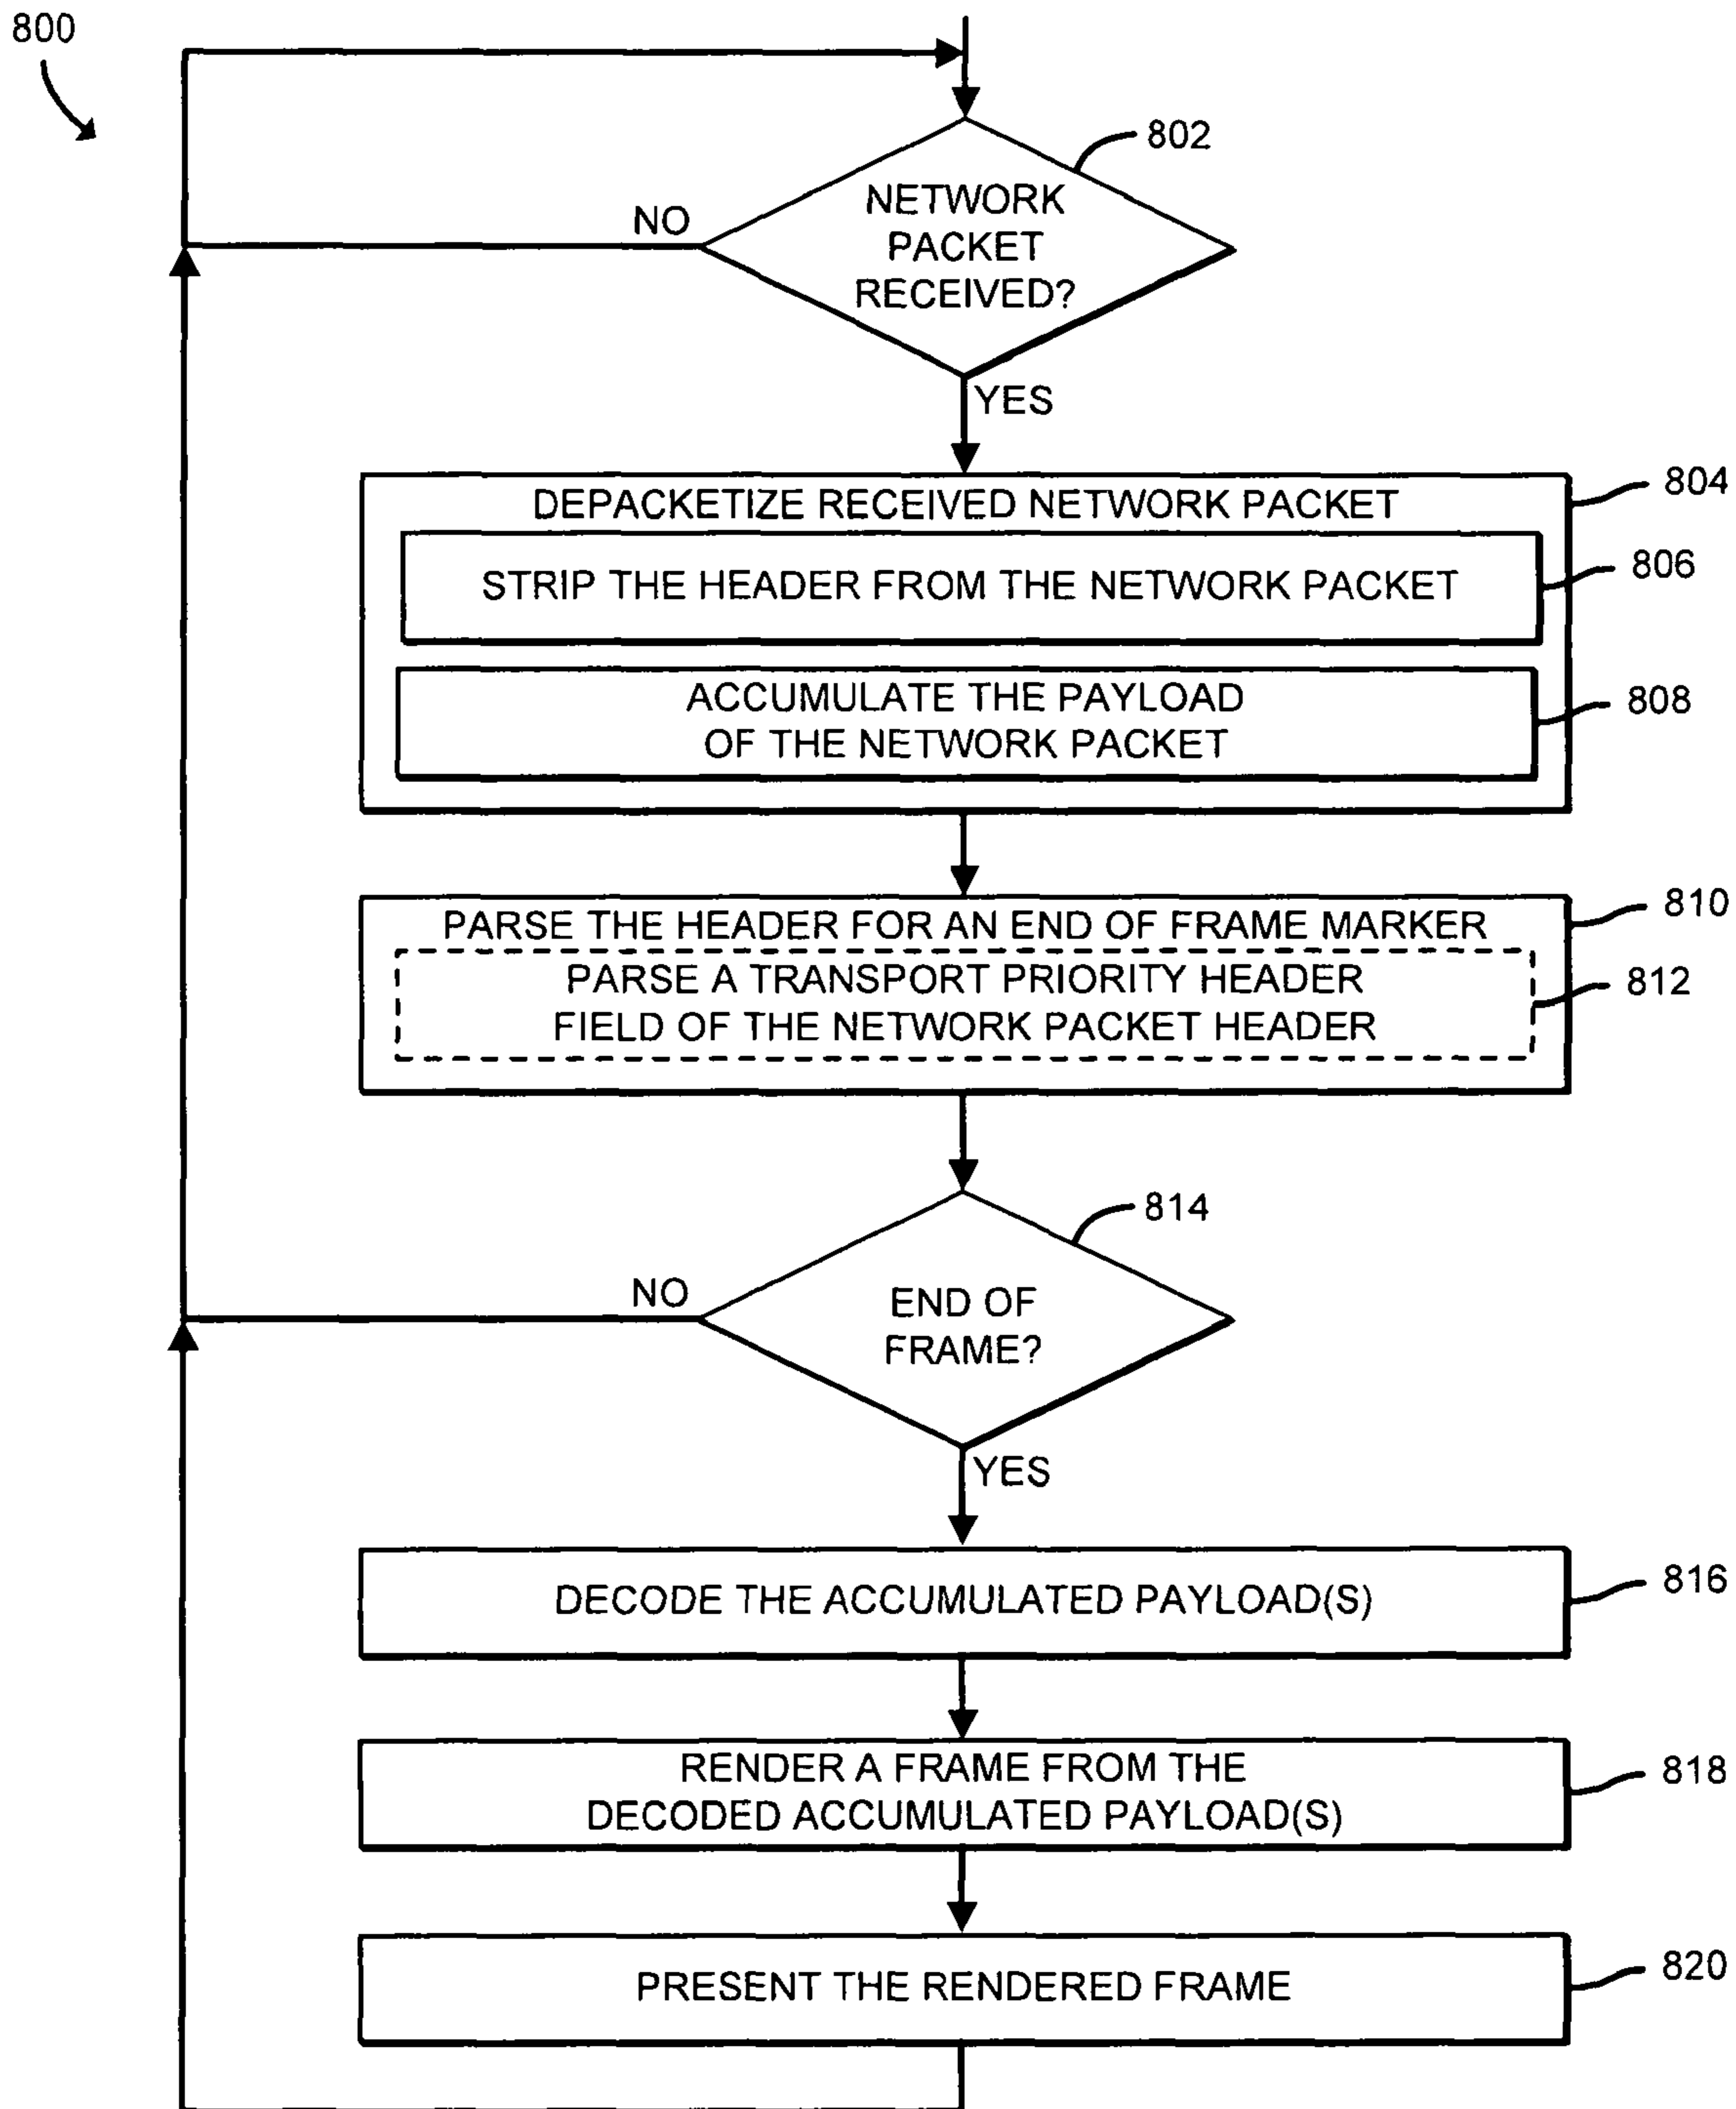 800
802
NETWORK
PACKET
RECEIVED?
NO
YES
DEPACKETIZE RECEIVED NETWORK PACKET
804
STRIP THE HEADER FROM THE NETWORK PACKET
806
ACCUMULATE THE PAYLOAD
OF THE NETWORK PACKET
808
PARSE THE HEADER FOR AN END OF FRAME MARKER
810
PARSE A TRANSPORT PRIORITY HEADER
FIELD OF THE NETWORK PACKET HEADER
812
814
END OF
FRAME?
NO
YES
DECODE THE ACCUMULATED PAYLOAD(S)
816
RENDER A FRAME FROM THE
DECODED ACCUMULATED PAYLOAD(S)
818
PRESENT THE RENDERED FRAME
820